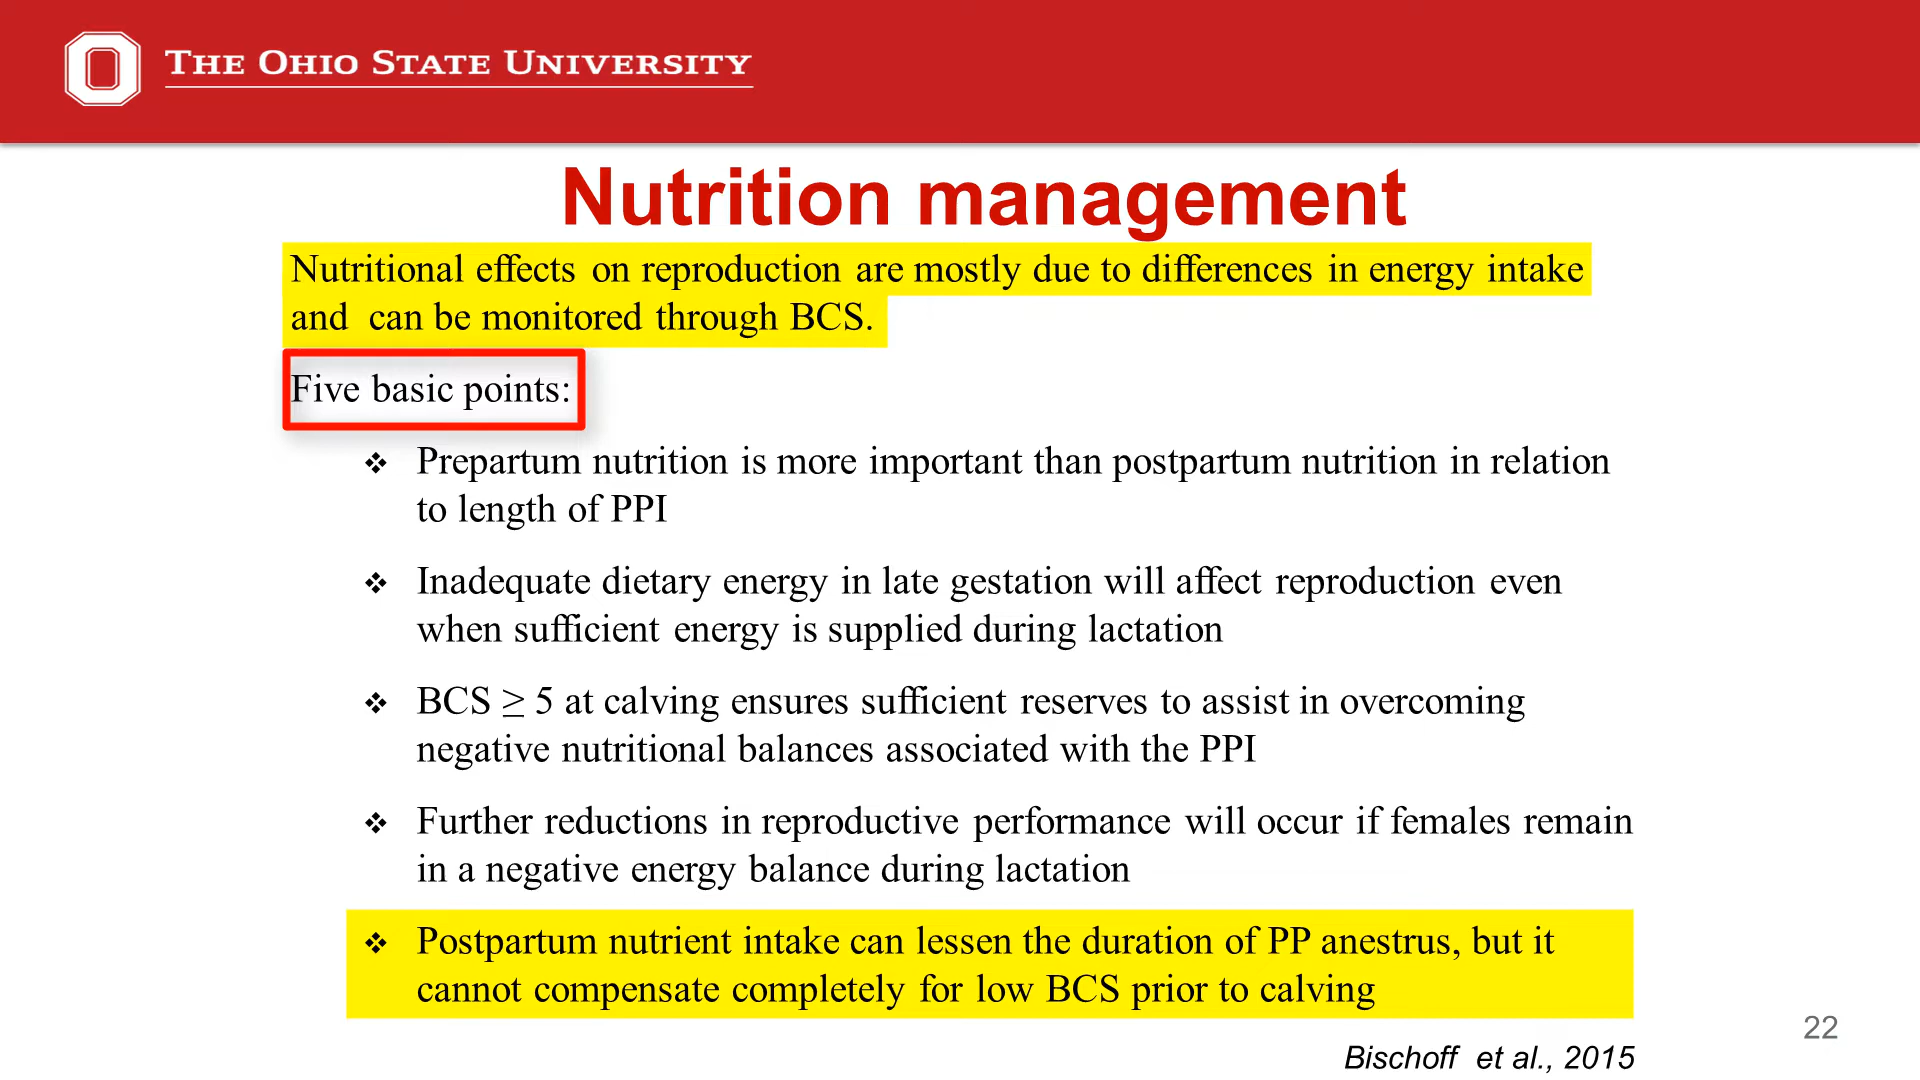 THE OHIO STATE UNIVERSITY
Nutrition management
Nutritional effects on reproduction are mostly due to differences in energy intake
and can be monitored through BCS.
Five basic points:
❖ Prepartum nutrition is more important than postpartum nutrition in relation
to length of PPI
❖ Inadequate dietary energy in late gestation will affect reproduction even
when sufficient energy is supplied during lactation
❖ BCS ≥ 5 at calving ensures sufficient reserves to assist in overcoming
negative nutritional balances associated with the PPI
❖ Further reductions in reproductive performance will occur if females remain
in a negative energy balance during lactation
❖ Postpartum nutrient intake can lessen the duration of PP anestrus, but it
cannot compensate completely for low BCS prior to calving
22
Bischoff et al., 2015